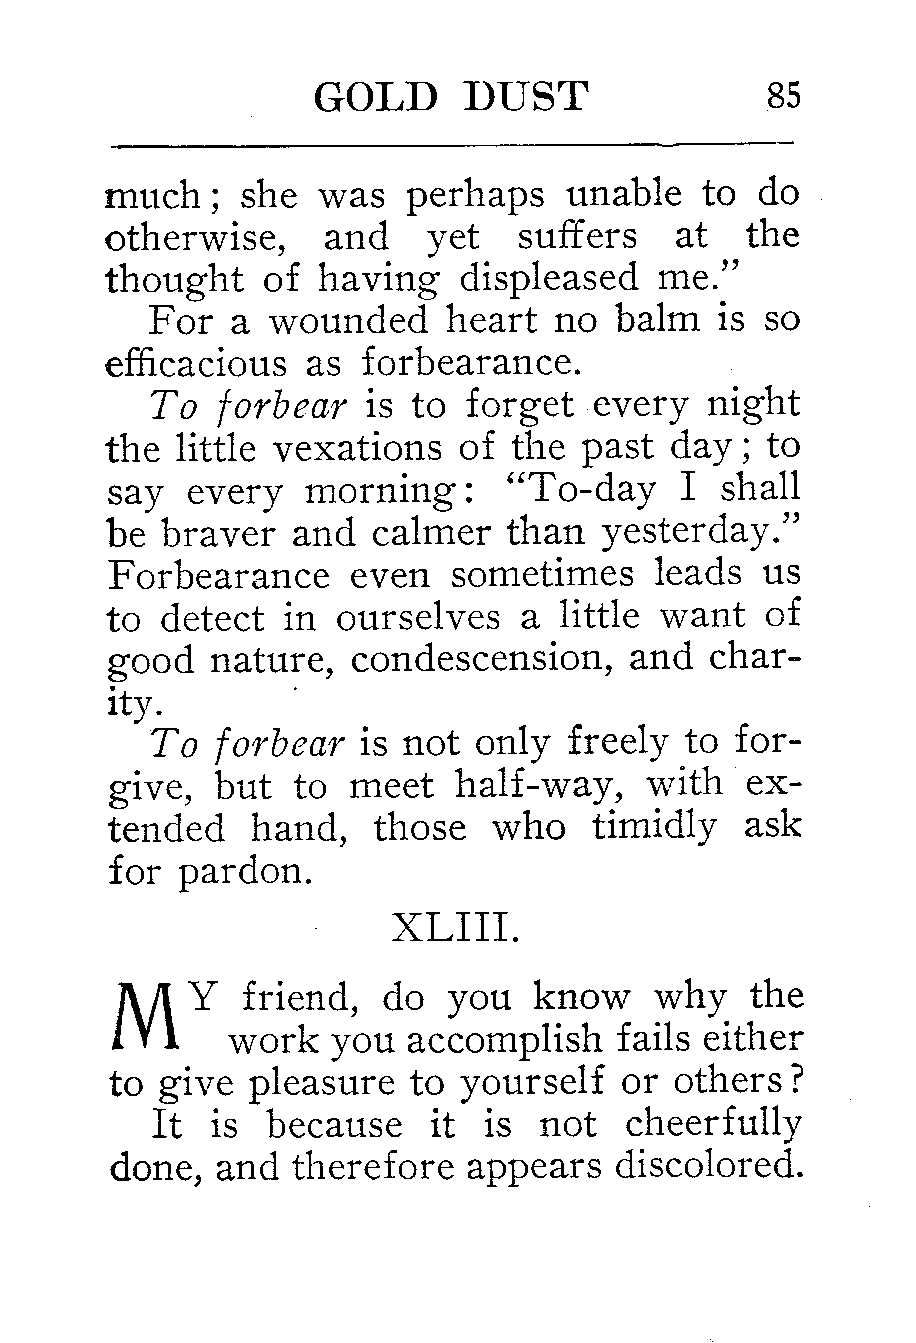 GOLD DUST 85
much; she was perhaps unable to do
otherwise, and yet suffers at the
thought of having displeased me.”
For a wounded heart no balm is so
efficacious as forbearance.
To forbear is to forget every night
the little vexations of the past day; to
say every morning: “To-day I shall
be braver and calmer than yesterday.”
Forbearance even sometimes leads us
to detect in ourselves a little want of
good nature, condescension, and char-
ity.
To forbear is not only freely to for-
give, but to meet half-way, with ex-
tended hand, those who timidly ask
for pardon.
XLIII.
MY friend, do you know why the
work you accomplish fails either
to give pleasure to yourself or others?
It is because it is not cheerfully
done, and therefore appears discolored.